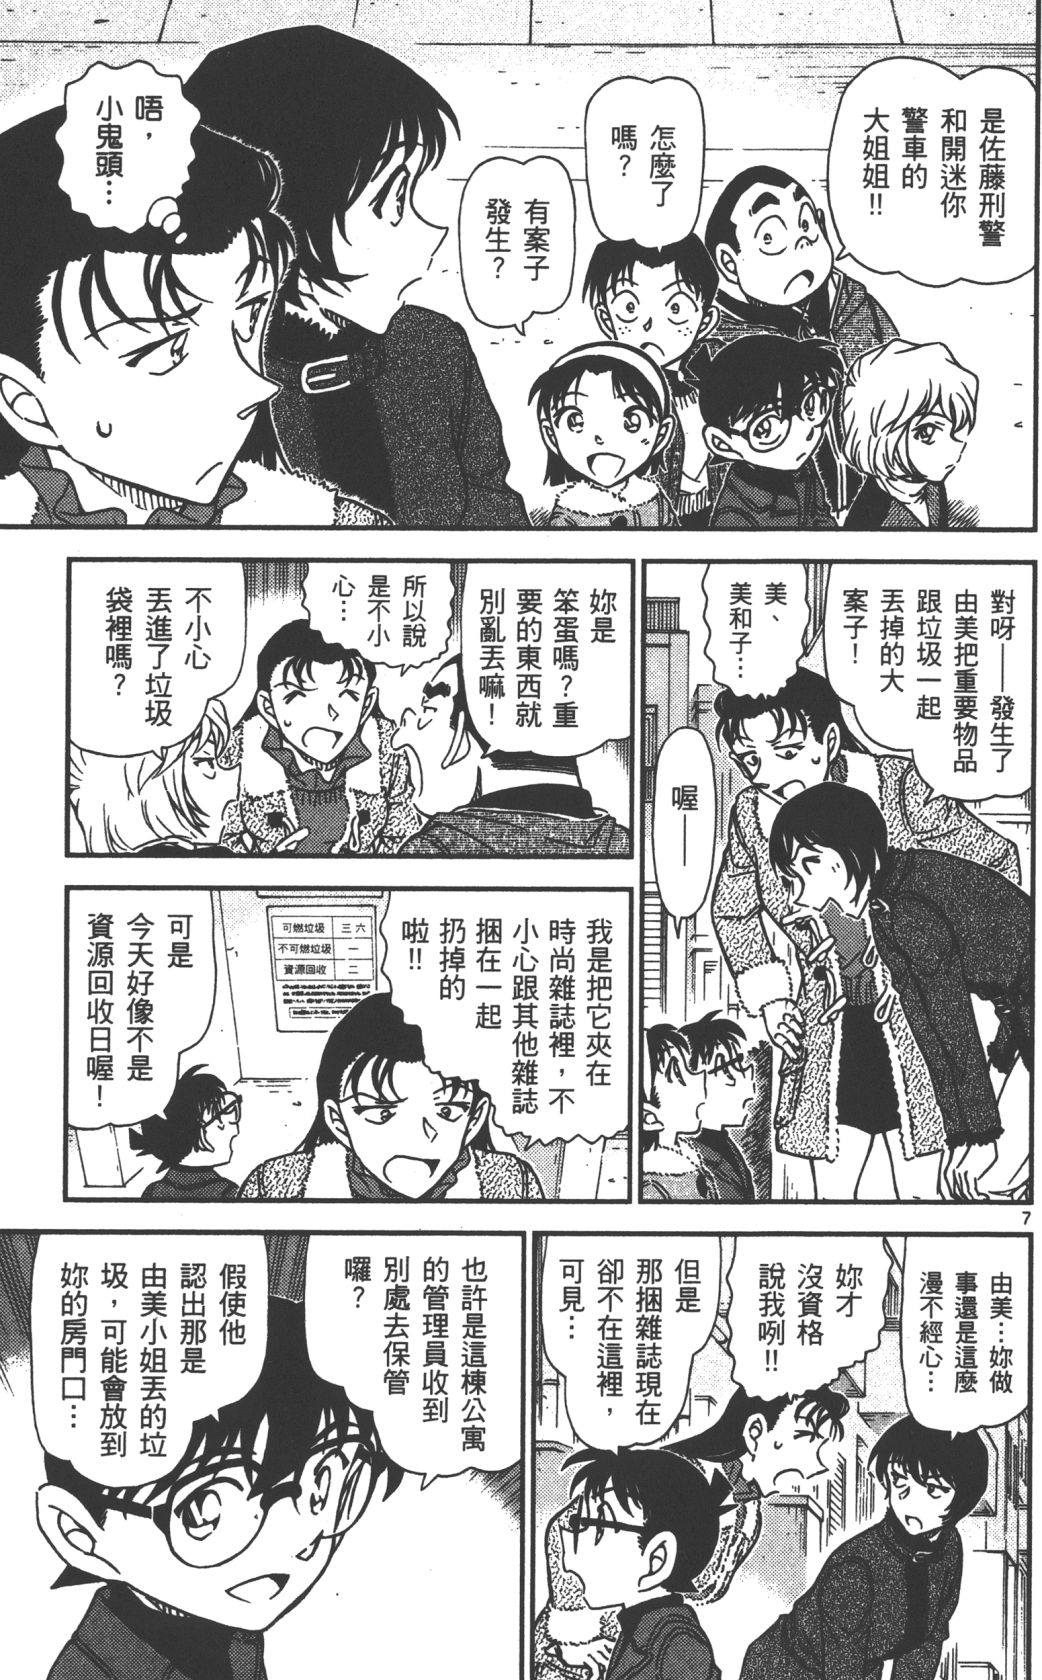 是佐藤刑警
和開迷你
警車的
大姐姐!!
怎麼了
嗎？
有案子
發生？
唔，
小鬼頭…
對呀——發生了
由美把重要物品
跟垃圾一起
丟掉的大
案子！
美、
美和子…
喔——
妳是
笨蛋嗎？重
要的東西就
別亂丟嘛！
所以說
是不小
心…
不小心
丟進了垃圾
袋裡嗎？
我是把它夾在
時尚雜誌裡，不
小心跟其他雜誌
捆在一起
扔掉的
啦!!
可燃垃圾 三六
不可燃垃圾 一
資源回收 二
可是
今天好像不是
資源回收日喔！
7
由美…妳做
事還是這麼
漫不經心…
妳才
沒資格
說我咧!!
但是
那捆雜誌現在
卻不在這裡，
可見…
也許是這棟公寓
的管理員收到
別處去保管
囉？
假使他
認出那是
由美小姐丟的垃
圾，可能會放到
妳的房門口…